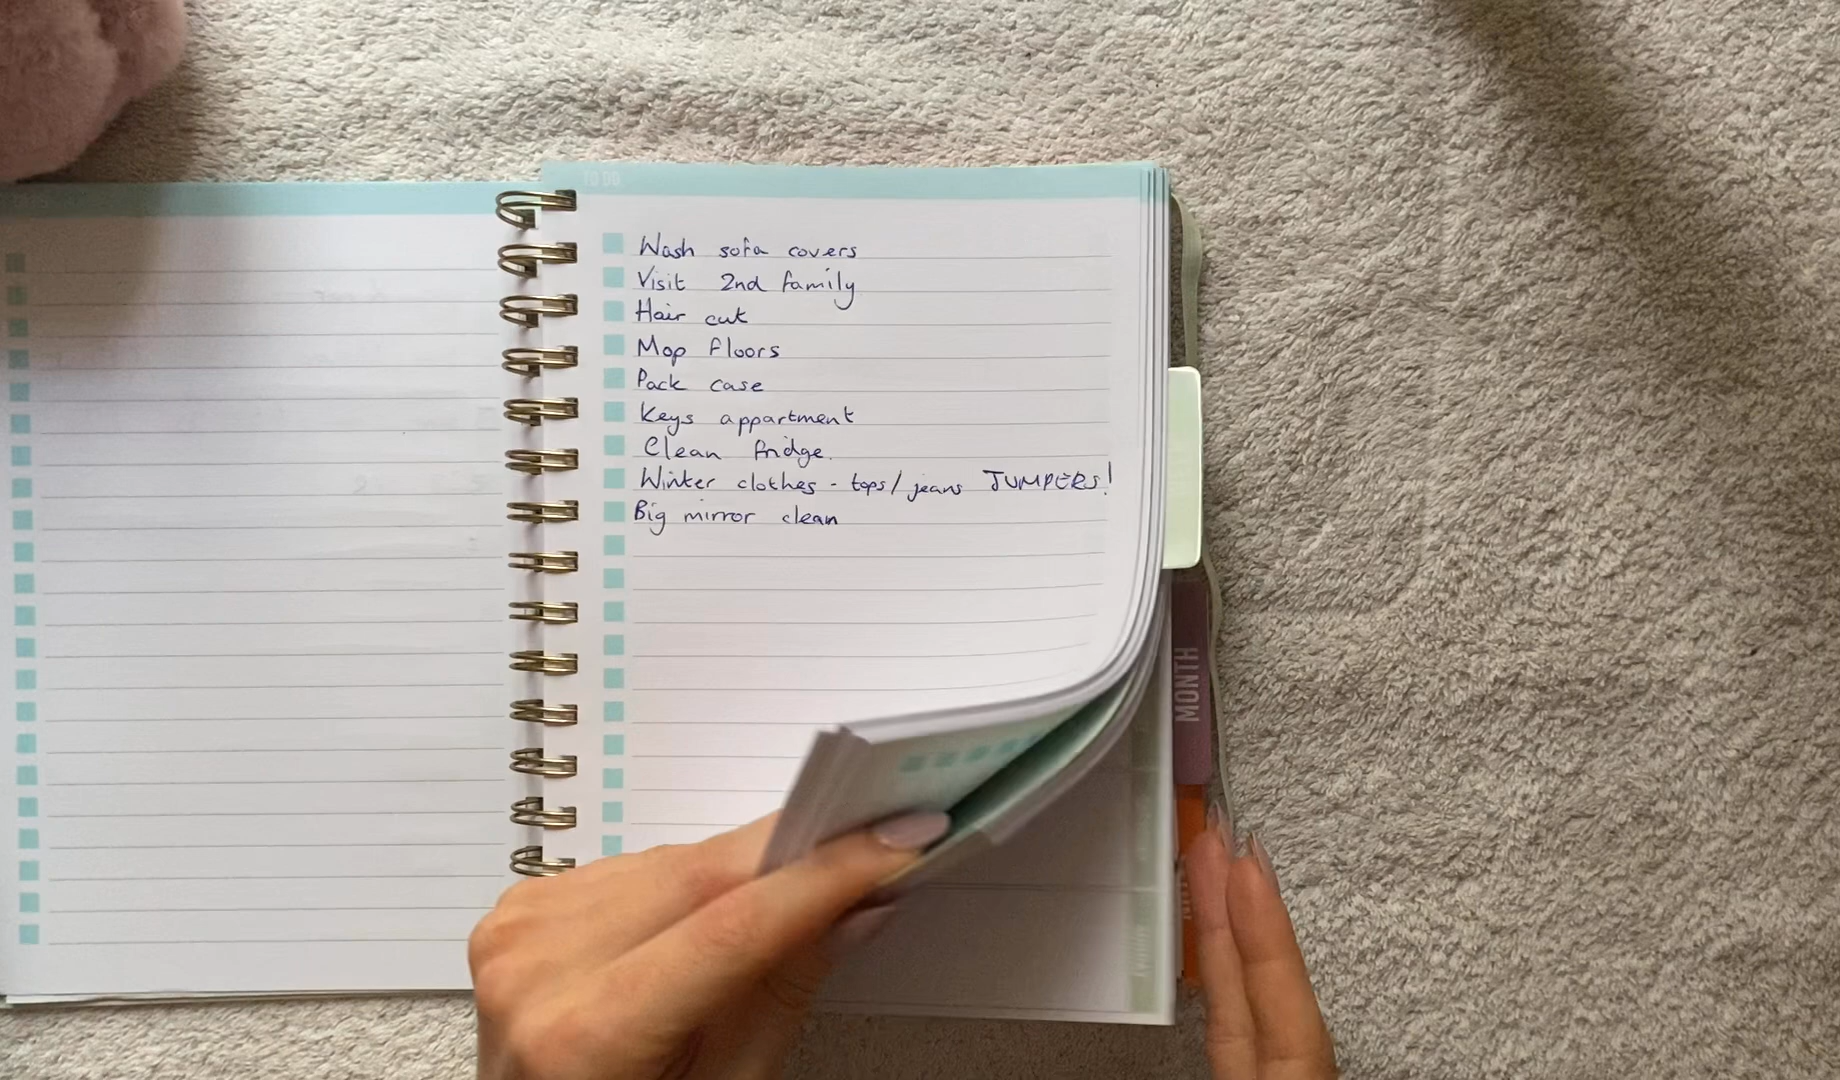 TO DO
Wash sofa covers
Visit 2nd family
Hair cut
Mop floors
Pack case
Keys appartment
Clean fridge.
Winter clothes - tops/jeans JUMPERS!
Big mirror clean
MONTH